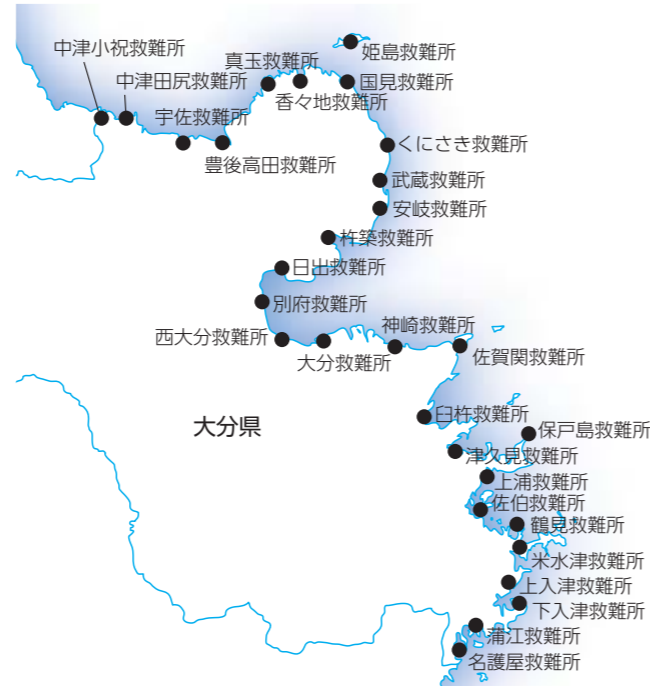 中津小祝救難所
中津田尻救難所
宇佐救難所
豊後高田救難所
真玉救難所
香々地救難所
姫島救難所
国見救難所
くにさき救難所
武蔵救難所
安岐救難所
杵築救難所
日出救難所
別府救難所
西大分救難所
大分救難所
神崎救難所
佐賀関救難所
大分県
臼杵救難所
保戸島救難所
津久見救難所
上浦救難所
佐伯救難所
鶴見救難所
米水津救難所
上入津救難所
下入津救難所
蒲江救難所
名護屋救難所